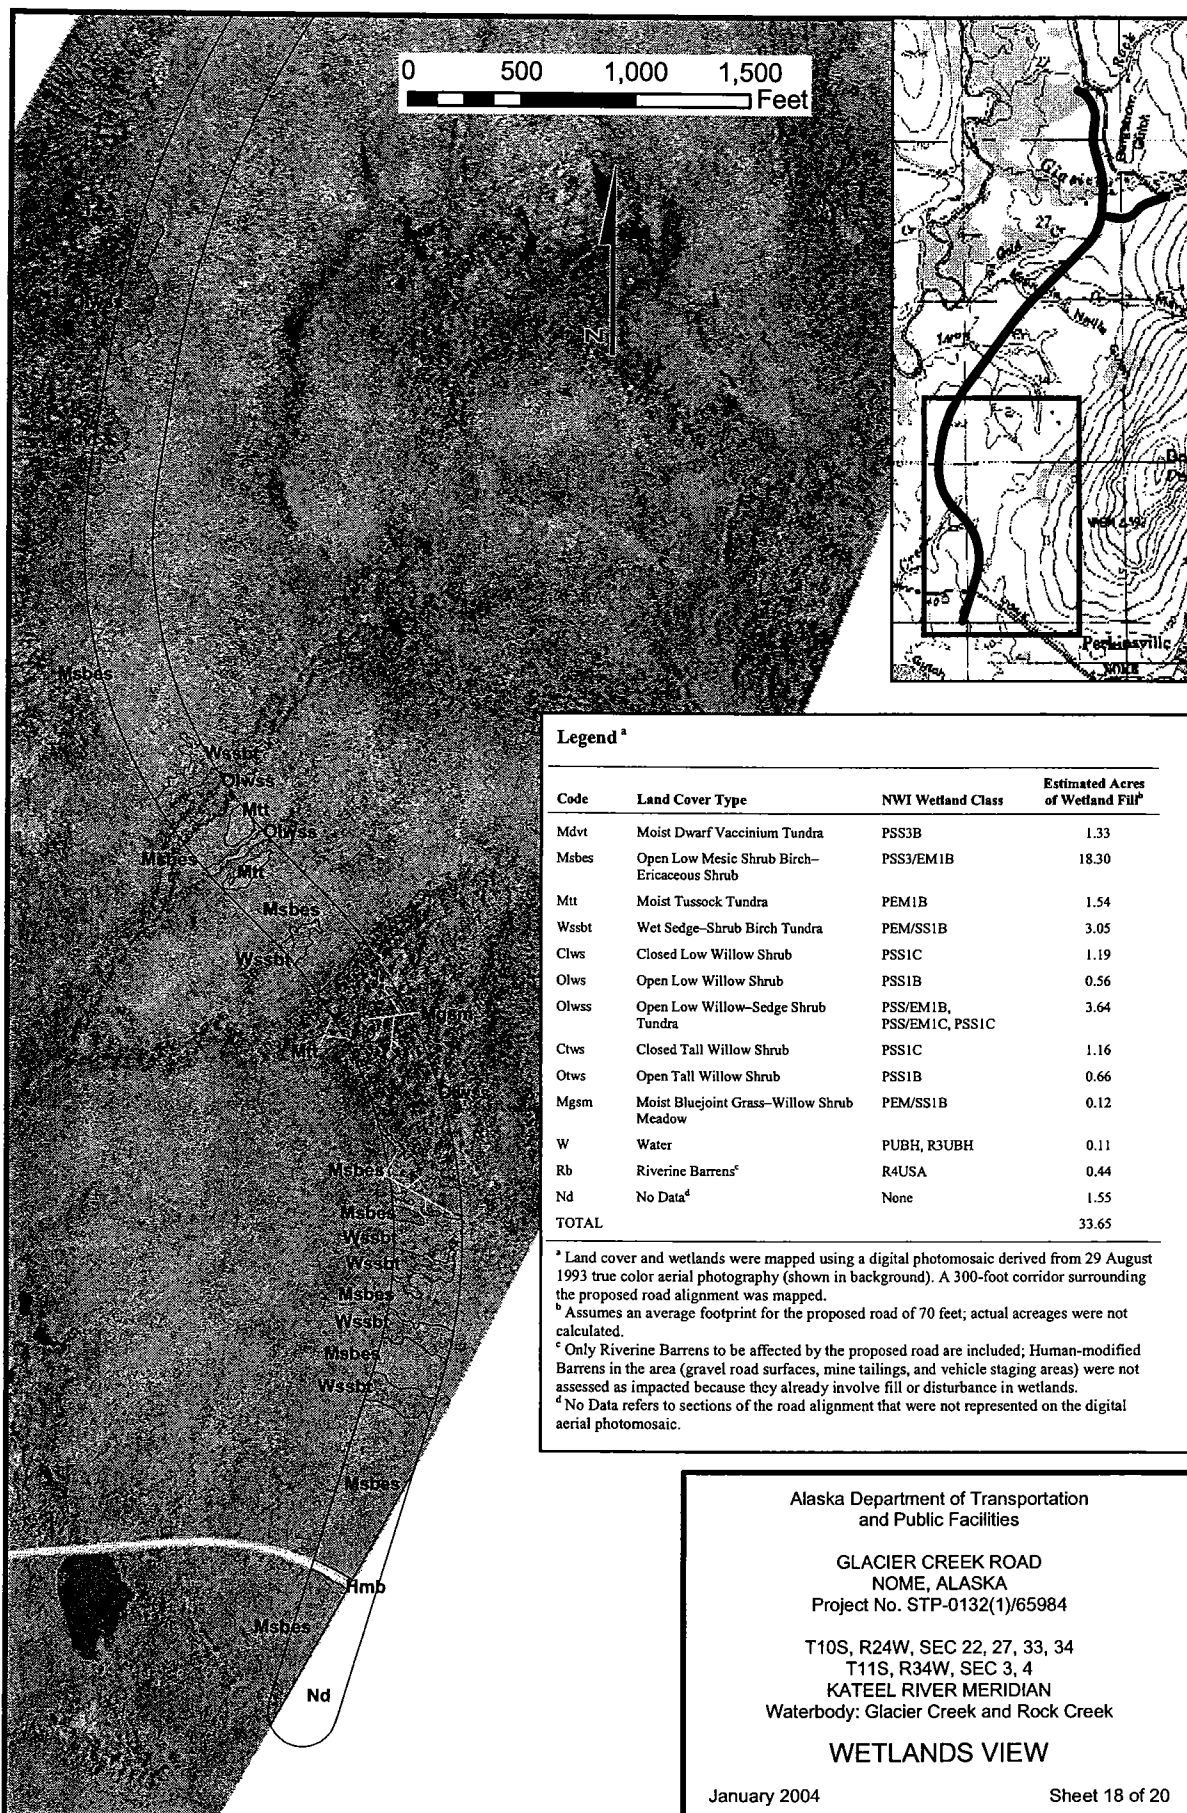 0 500 1,000 1,500
Feet
N
27
Perkinsville
NOME
Msbes
Wssbt
Olwss
Mtt
Olwss
Msbes
Mtt
Msbes
Wssbt
Mgsm
Mtt
Olwss
Msbes
Msbes
Wssbt
Wssbt
Msbes
Wssbt
Msbes
Wssbt
Msbes
Hmb
Msbes
Nd
Legend a
Code Land Cover Type NWI Wetland Class Estimated Acres
of Wetland Fill b
Mdvt Moist Dwarf Vaccinium Tundra PSS3B 1.33
Msbes Open Low Mesic Shrub Birch– PSS3/EM1B 18.30
Ericaceous Shrub
Mtt Moist Tussock Tundra PEM1B 1.54
Wssbt Wet Sedge–Shrub Birch Tundra PEM/SS1B 3.05
Clws Closed Low Willow Shrub PSS1C 1.19
Olws Open Low Willow Shrub PSS1B 0.56
Olwss Open Low Willow–Sedge Shrub PSS/EM1B, 3.64
Tundra PSS/EM1C, PSS1C
Ctws Closed Tall Willow Shrub PSS1C 1.16
Otws Open Tall Willow Shrub PSS1B 0.66
Mgsm Moist Bluejoint Grass–Willow Shrub PEM/SS1B 0.12
Meadow
W Water PUBH, R3UBH 0.11
Rb Riverine Barrens c R4USA 0.44
Nd No Data d None 1.55
TOTAL 33.65
a Land cover and wetlands were mapped using a digital photomosaic derived from 29 August
1993 true color aerial photography (shown in background). A 300-foot corridor surrounding
the proposed road alignment was mapped.
b Assumes an average footprint for the proposed road of 70 feet; actual acreages were not
calculated.
c Only Riverine Barrens to be affected by the proposed road are included; Human-modified
Barrens in the area (gravel road surfaces, mine tailings, and vehicle staging areas) were not
assessed as impacted because they already involve fill or disturbance in wetlands.
d No Data refers to sections of the road alignment that were not represented on the digital
aerial photomosaic.
Alaska Department of Transportation
and Public Facilities
GLACIER CREEK ROAD
NOME, ALASKA
Project No. STP-0132(1)/65984
T10S, R24W, SEC 22, 27, 33, 34
T11S, R34W, SEC 3, 4
KATEEL RIVER MERIDIAN
Waterbody: Glacier Creek and Rock Creek
WETLANDS VIEW
January 2004 Sheet 18 of 20